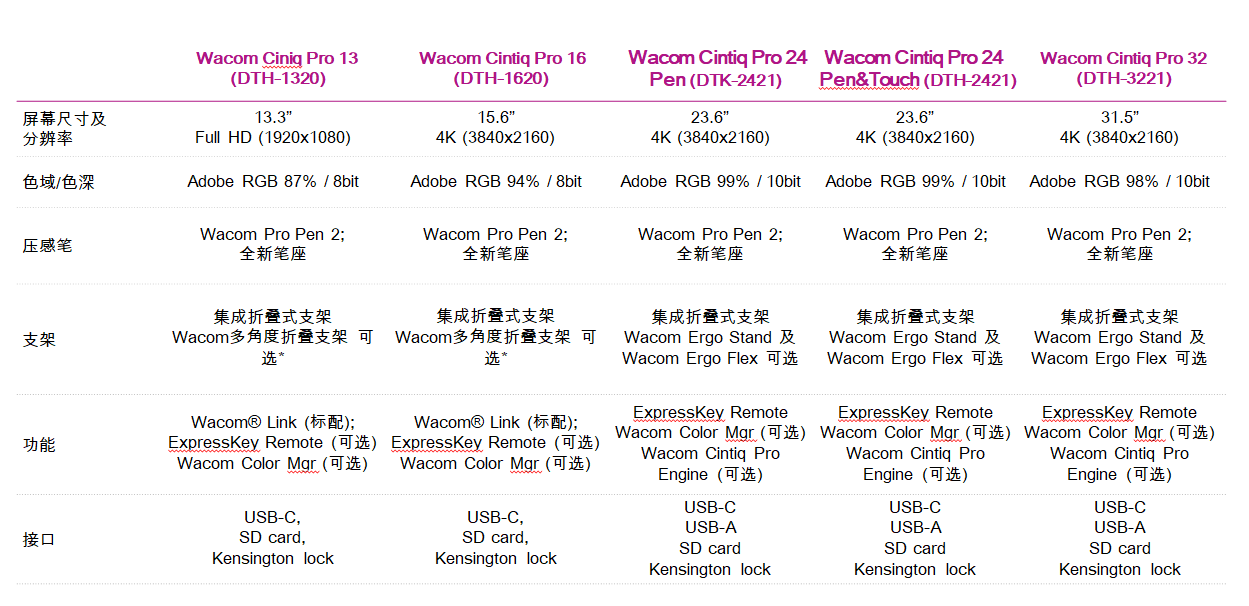 Wacom Ciniq Pro 13
(DTH-1320)
Wacom Cintiq Pro 16
(DTH-1620)
Wacom Cintiq Pro 24
Pen (DTK-2421)
Wacom Cintiq Pro 24
Pen&Touch (DTH-2421)
Wacom Cintiq Pro 32
(DTH-3221)
屏幕尺寸及
分辨率
13.3”
Full HD (1920x1080)
15.6”
4K (3840x2160)
23.6”
4K (3840x2160)
23.6”
4K (3840x2160)
31.5”
4K (3840x2160)
色域/色深
Adobe RGB 87% / 8bit
Adobe RGB 94% / 8bit
Adobe RGB 99% / 10bit
Adobe RGB 99% / 10bit
Adobe RGB 98% / 10bit
压感笔
Wacom Pro Pen 2;
全新笔座
Wacom Pro Pen 2;
全新笔座
Wacom Pro Pen 2;
全新笔座
Wacom Pro Pen 2;
全新笔座
Wacom Pro Pen 2;
全新笔座
支架
集成折叠式支架
Wacom多角度折叠支架 可
选*
集成折叠式支架
Wacom多角度折叠支架 可
选*
集成折叠式支架
Wacom Ergo Stand 及
Wacom Ergo Flex 可选
集成折叠式支架
Wacom Ergo Stand 及
Wacom Ergo Flex 可选
集成折叠式支架
Wacom Ergo Stand 及
Wacom Ergo Flex 可选
功能
Wacom® Link (标配);
ExpressKey Remote (可选)
Wacom Color Mgr (可选)
Wacom® Link (标配);
ExpressKey Remote (可选)
Wacom Color Mgr (可选)
ExpressKey Remote
Wacom Color Mgr (可选)
Wacom Cintiq Pro
Engine (可选)
ExpressKey Remote
Wacom Color Mgr (可选)
Wacom Cintiq Pro
Engine (可选)
ExpressKey Remote
Wacom Color Mgr (可选)
Wacom Cintiq Pro
Engine (可选)
接口
USB-C,
SD card,
Kensington lock
USB-C,
SD card,
Kensington lock
USB-C
USB-A
SD card
Kensington lock
USB-C
USB-A
SD card
Kensington lock
USB-C
USB-A
SD card
Kensington lock